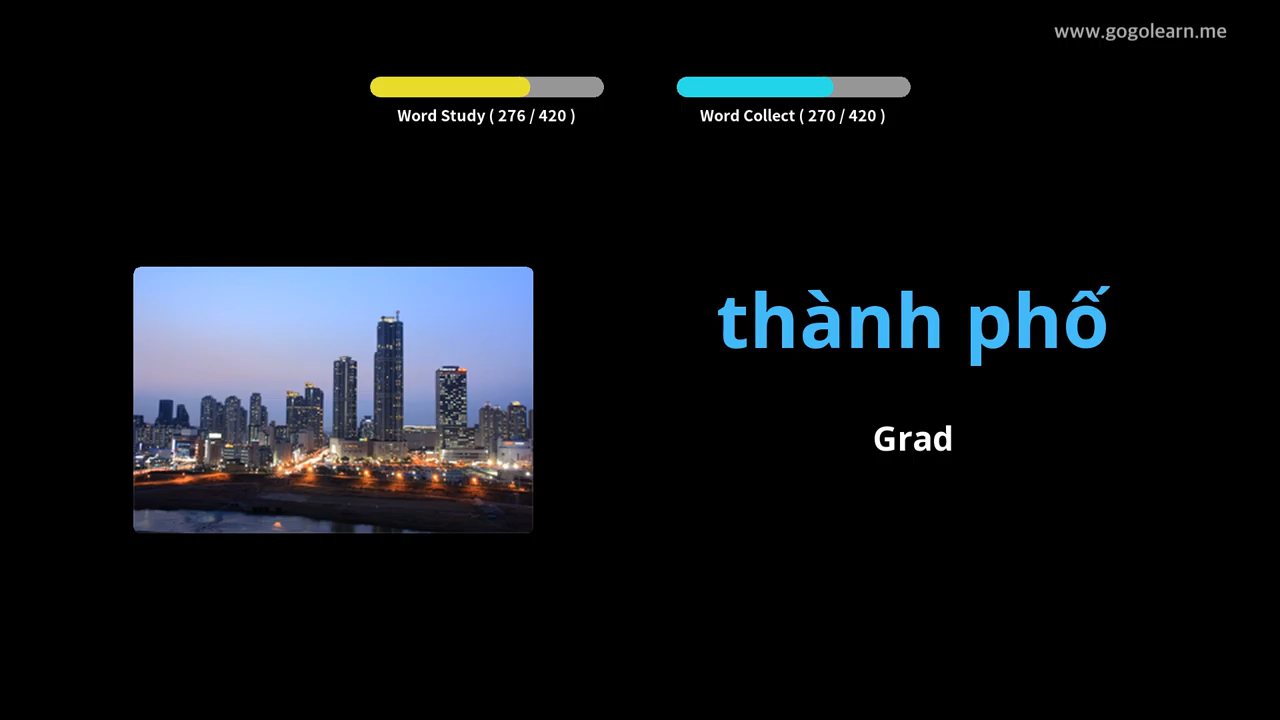 www.gogolearn.me
Word Study ( 276 / 420 )
Word Collect ( 270 / 420 )
thành phố
Grad